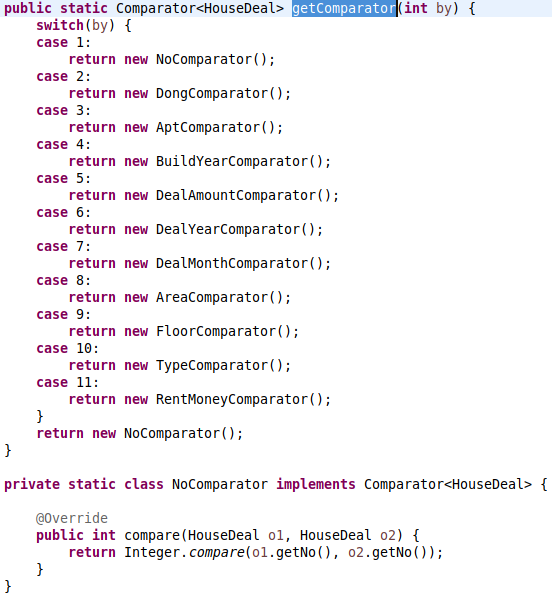 public static Comparator<HouseDeal> getComparator(int by) {
    switch(by) {
    case 1:
        return new NoComparator();
    case 2:
        return new DongComparator();
    case 3:
        return new AptComparator();
    case 4:
        return new BuildYearComparator();
    case 5:
        return new DealAmountComparator();
    case 6:
        return new DealYearComparator();
    case 7:
        return new DealMonthComparator();
    case 8:
        return new AreaComparator();
    case 9:
        return new FloorComparator();
    case 10:
        return new TypeComparator();
    case 11:
        return new RentMoneyComparator();
    }
    return new NoComparator();
}

private static class NoComparator implements Comparator<HouseDeal> {

    @Override
    public int compare(HouseDeal o1, HouseDeal o2) {
        return Integer.compare(o1.getNo(), o2.getNo());
    }
}